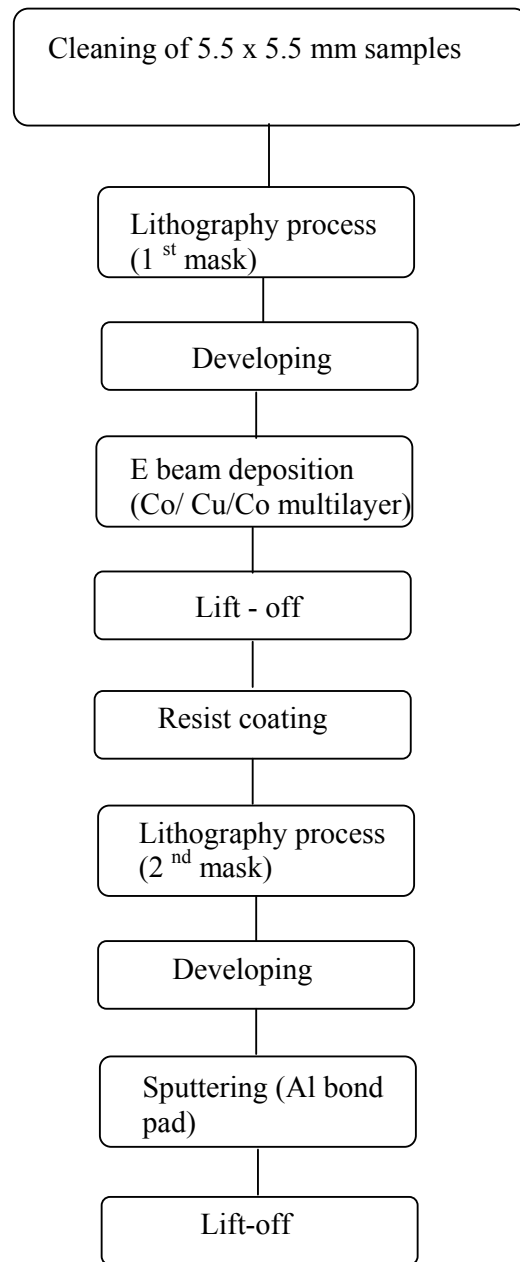 Cleaning of 5.5 x 5.5 mm samples
Lithography process
(1 st mask)
Developing
E beam deposition
(Co/ Cu/Co multilayer)
Lift - off
Resist coating
Lithography process
(2 nd mask)
Developing
Sputtering (Al bond
pad)
Lift-off